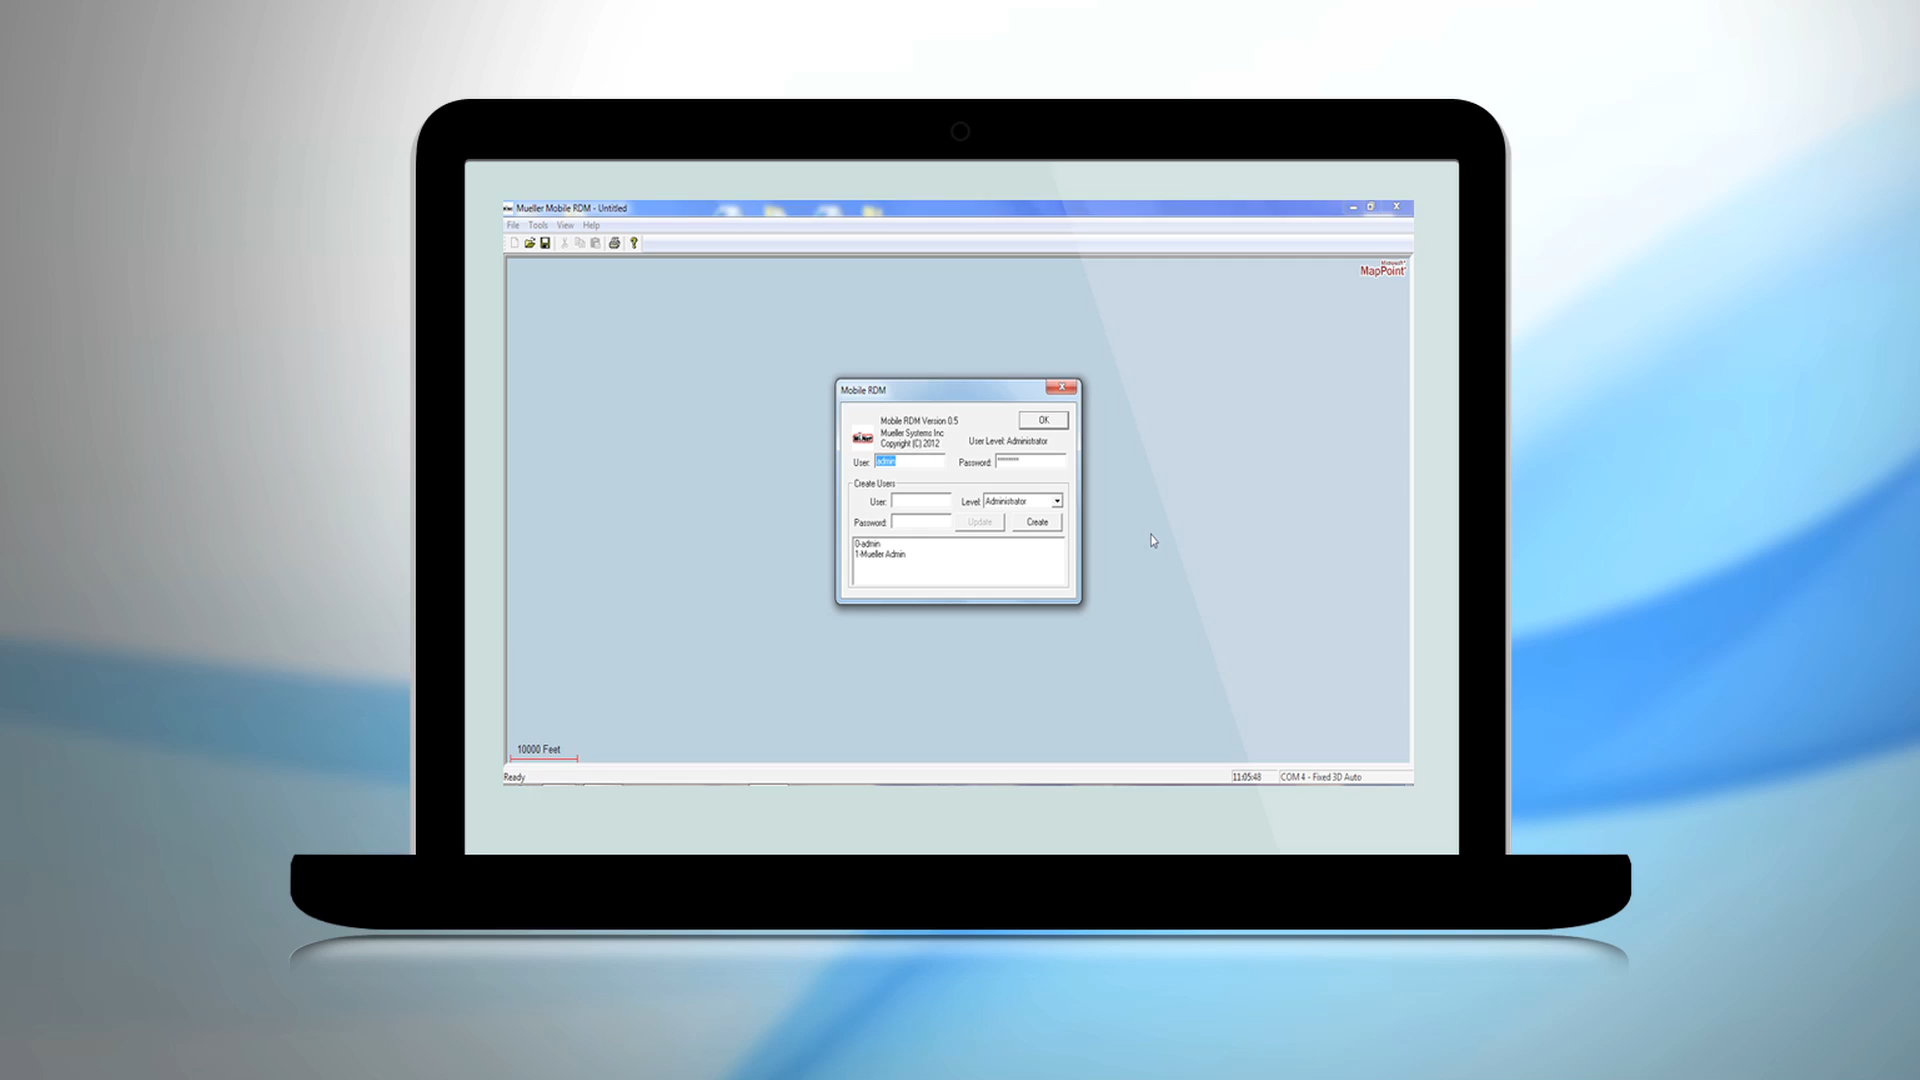 Mueller Mobile RDM - Untitled
File Tools View Help
Microsoft®
MapPoint®
Mobile RDM
Mobile RDM Version 0.5
Mueller Systems Inc
Copyright (C) 2012
OK
User Level: Administrator
User: admin
Password: ********
Create Users
User:
Level: Administrator
Password:
Update
Create
0-admin
1-Mueller Admin
10000 Feet
Ready
11:05:48
COM 4 - Fixed 3D Auto